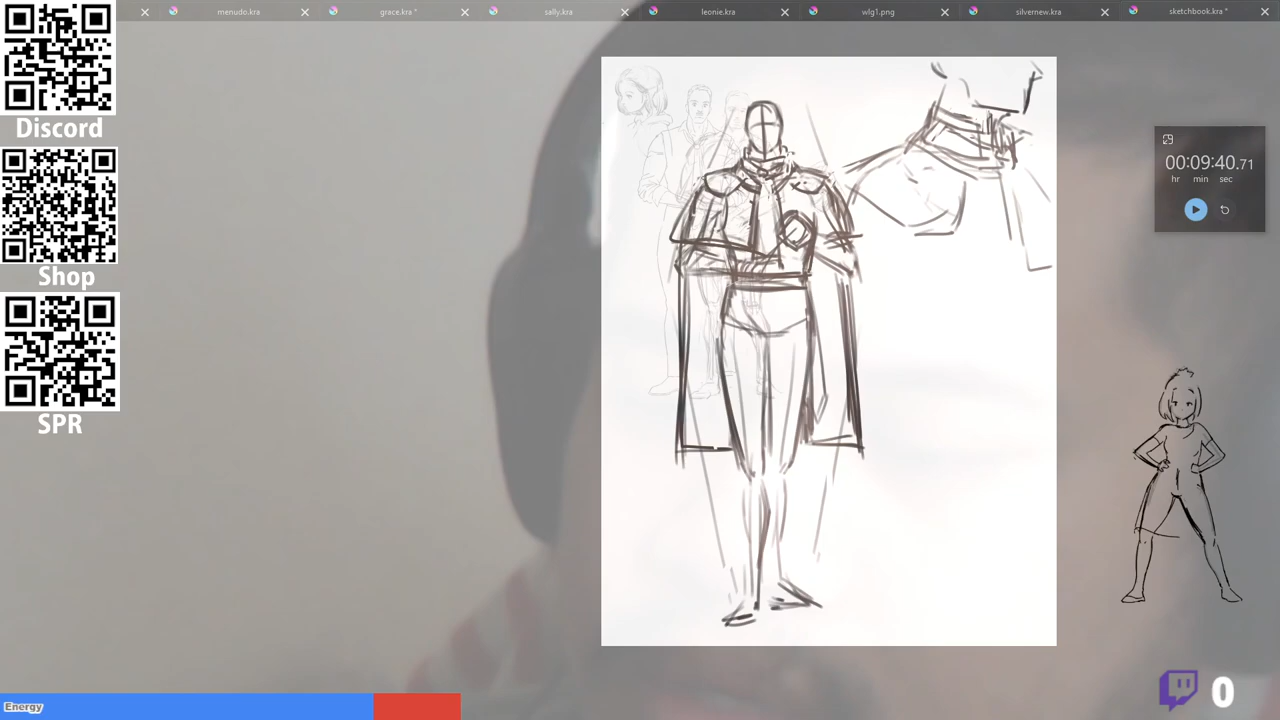 menudo.kra
grace.kra *
sally.kra
leonie.kra
wlg1.png
silvernew.kra
sketchbook.kra *
Discord
Shop
SPR
00:09:40.71
hr min sec
Energy
0